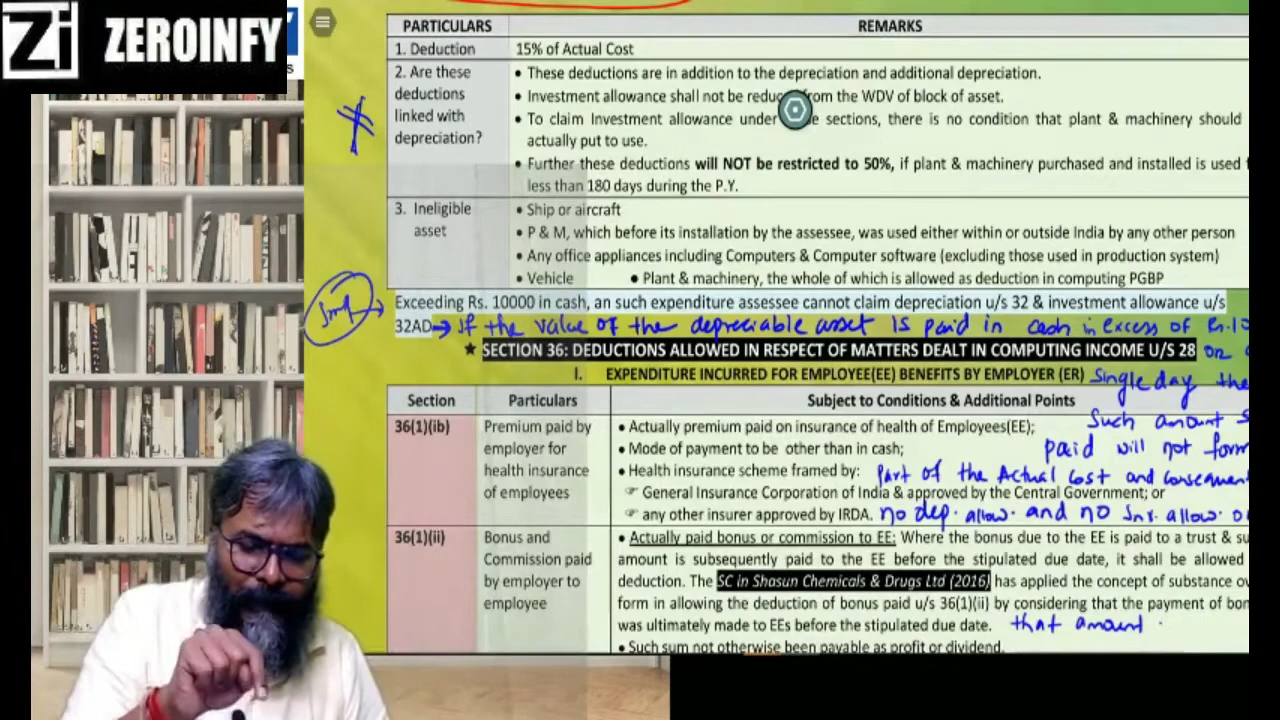 Zi ZEROINFY
PARTICULARS REMARKS
1. Deduction 15% of Actual Cost
2. Are these deductions linked with depreciation?
• These deductions are in addition to the depreciation and additional depreciation.
• Investment allowance shall not be from the WDV of block of asset.
• To claim Investment allowance under sections, there is no condition that plant & machinery should
actually put to use.
• Further these deductions will NOT be restricted to 50%, if plant & machinery purchased and installed is used
less than 180 days during the P.Y.
3. Ineligible asset
• Ship or aircraft
• P & M, which before its installation by the assessee, was used either within or outside India by any other person
• Any office appliances including Computers & Computer software (excluding those used in production system)
• Vehicle • Plant & machinery, the whole of which is allowed as deduction in computing PGBP
Imp
Exceeding Rs. 10000 in cash, an such expenditure assessee cannot claim depreciation u/s 32 & investment allowance u/s
32AD → If the value of the depreciable asset is paid in cash in excess of
★ SECTION 36: DEDUCTIONS ALLOWED IN RESPECT OF MATTERS DEALT IN COMPUTING INCOME U/S 28 on
I. EXPENDITURE INCURRED FOR EMPLOYEE(EE) BENEFITS BY EMPLOYER (ER) Single day the
Section Particulars Subject to Conditions & Additional Points
Such amount
36(1)(ib) Premium paid by employer for health insurance of employees
• Actually premium paid on insurance of health of Employees(EE);
• Mode of payment to be other than in cash; paid will not form
• Health insurance scheme framed by: part of the Actual cost and
☞ General Insurance Corporation of India & approved by the Central Government; or
☞ any other insurer approved by IRDA. no dep. allow. and no Inv. allow.
36(1)(ii) Bonus and Commission paid by employer to employee
• Actually paid bonus or commission to EE: Where the bonus due to the EE is paid to a trust &
amount is subsequently paid to the EE before the stipulated due date, it shall be allowed
deduction. The SC in Shasun Chemicals & Drugs Ltd (2016) has applied the concept of substance
form in allowing the deduction of bonus paid u/s 36(1)(ii) by considering that the payment of
was ultimately made to EEs before the stipulated due date. that amount
• Such sum not otherwise been payable as profit or dividend.